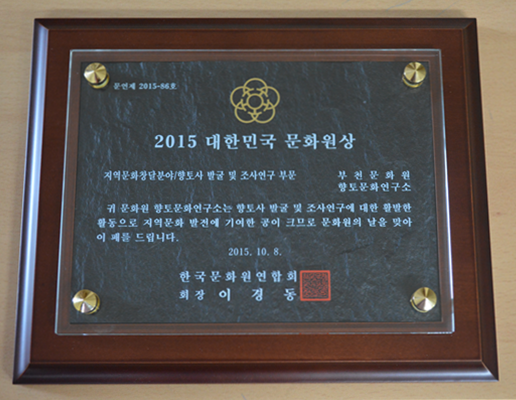 문연제 2015-86호
2015 대한민국 문화원상
지역문화창달분야/향토사 발굴 및 조사연구 부문 부천문화원
향토문화연구소
귀 문화원 향토문화연구소는 향토사 발굴 및 조사연구에 대한 활발한
활동으로 지역문화 발전에 기여한 공이 크므로 문화원의 날을 맞아
이 패를 드립니다.
2015. 10. 8.
한국문화원연합회
회장 이경동